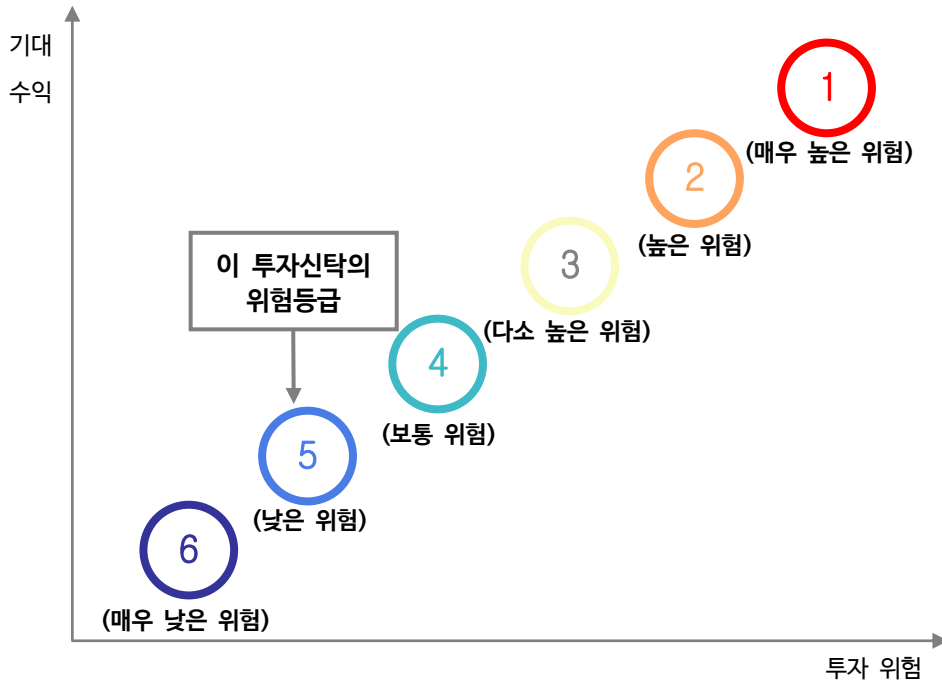 기대
수익
1
(매우 높은 위험)
2
(높은 위험)
이 투자신탁의
위험등급
3
(다소 높은 위험)
4
(보통 위험)
5
(낮은 위험)
6
(매우 낮은 위험)
투자 위험